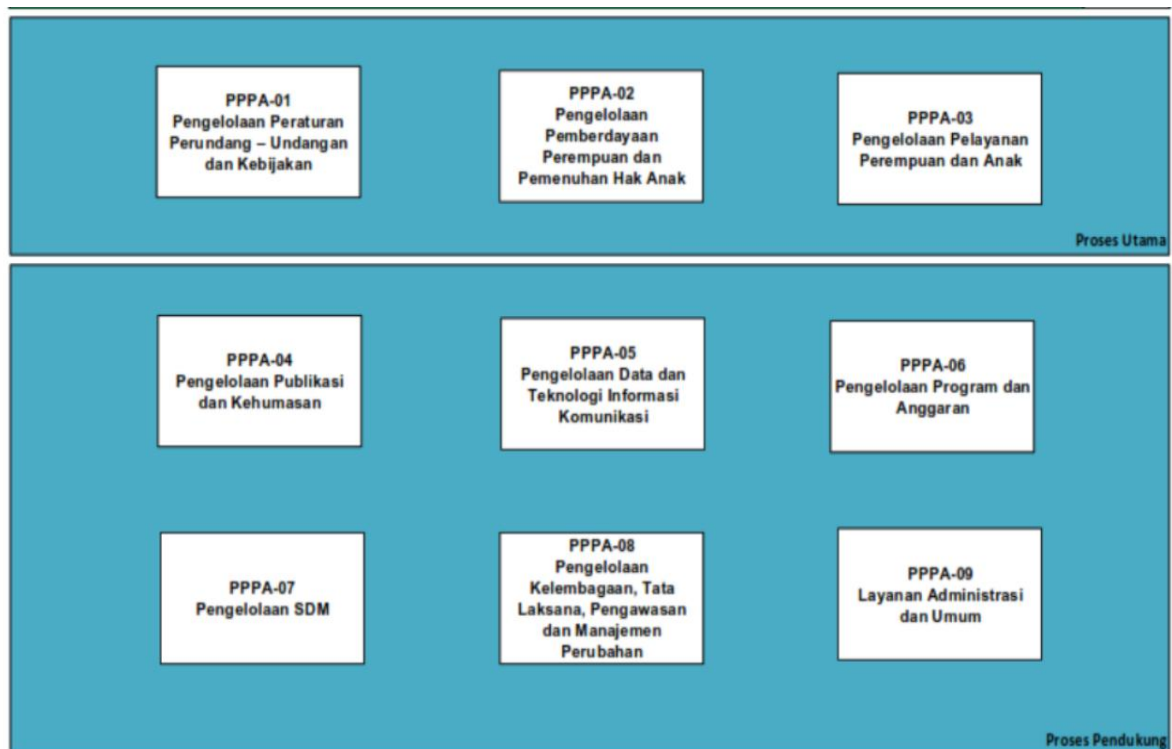 PPPA-01
Pengelolaan Peraturan
Perundang – Undangan
dan Kebijakan
PPPA-02
Pengelolaan
Pemberdayaan
Perempuan dan
Pemenuhan Hak Anak
PPPA-03
Pengelolaan Pelayanan
Perempuan dan Anak
Proses Utama
PPPA-04
Pengelolaan Publikasi
dan Kehumasan
PPPA-05
Pengelolaan Data dan
Teknologi Informasi
Komunikasi
PPPA-06
Pengelolaan Program dan
Anggaran
PPPA-07
Pengelolaan SDM
PPPA-08
Pengelolaan
Kelembagaan, Tata
Laksana, Pengawasan
dan Manajemen
Perubahan
PPPA-09
Layanan Administrasi
dan Umum
Proses Pendukung